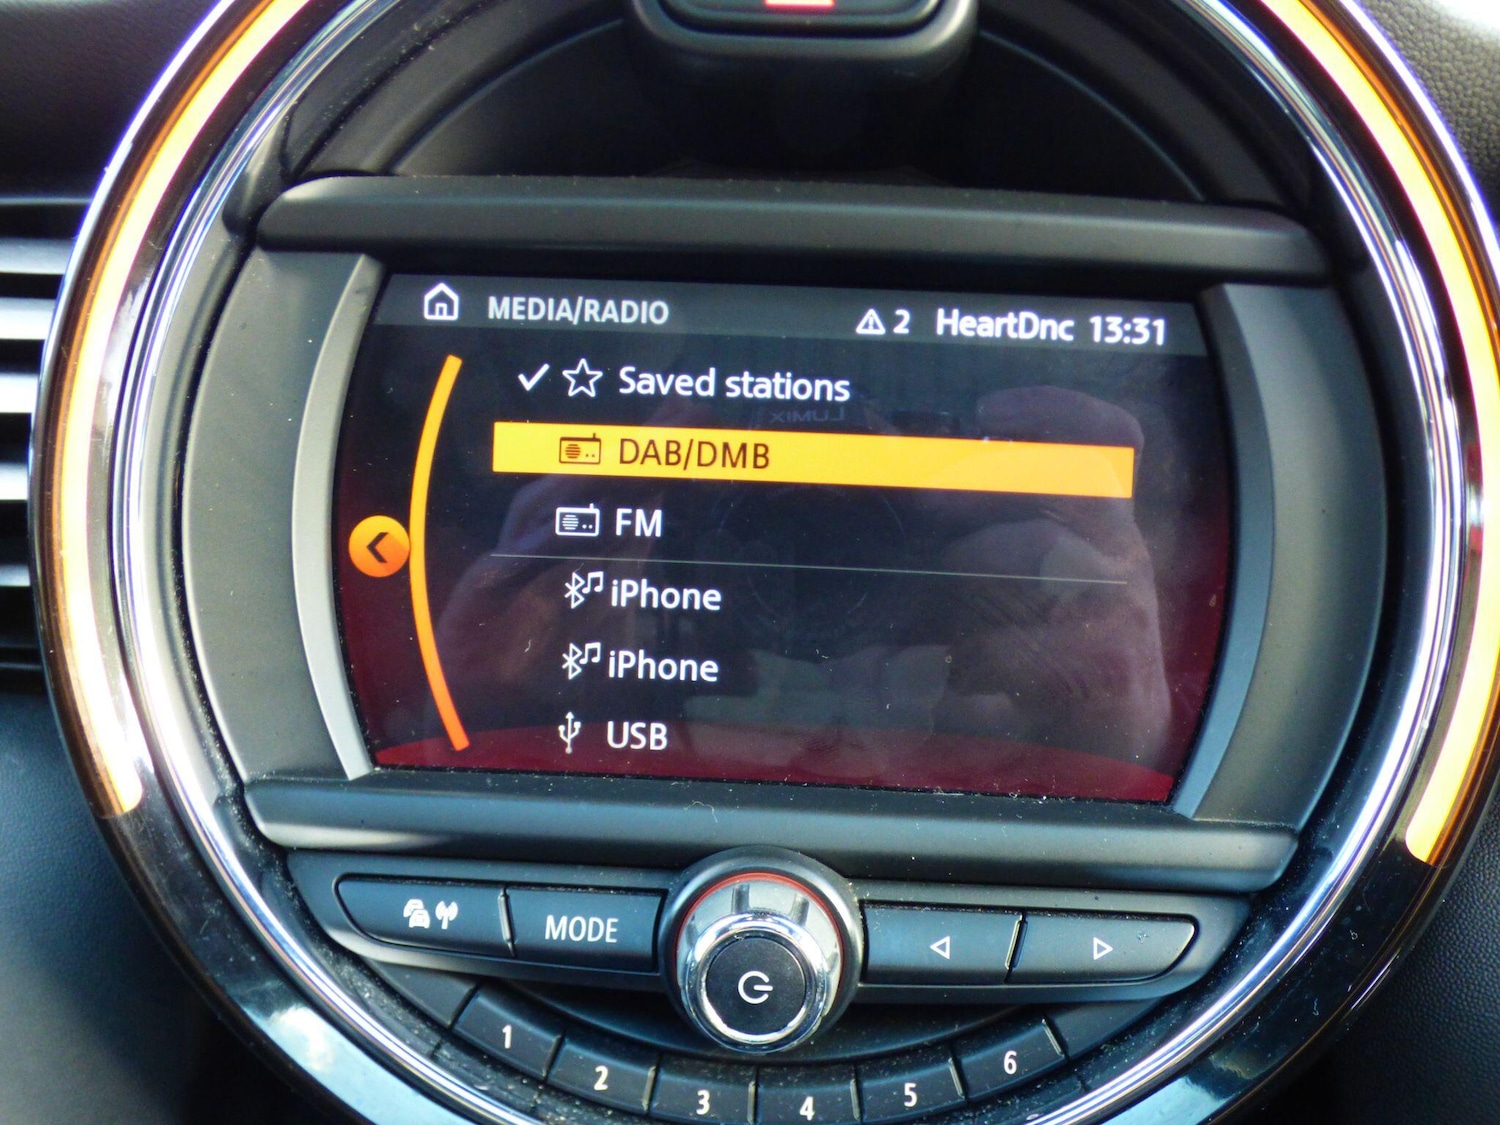 MEDIA/RADIO 2 HeartDnc 13:31
Saved stations
DAB/DMB
LUMIX
FM
iPhone
iPhone
USB
MODE
1 2 3 4 5 6